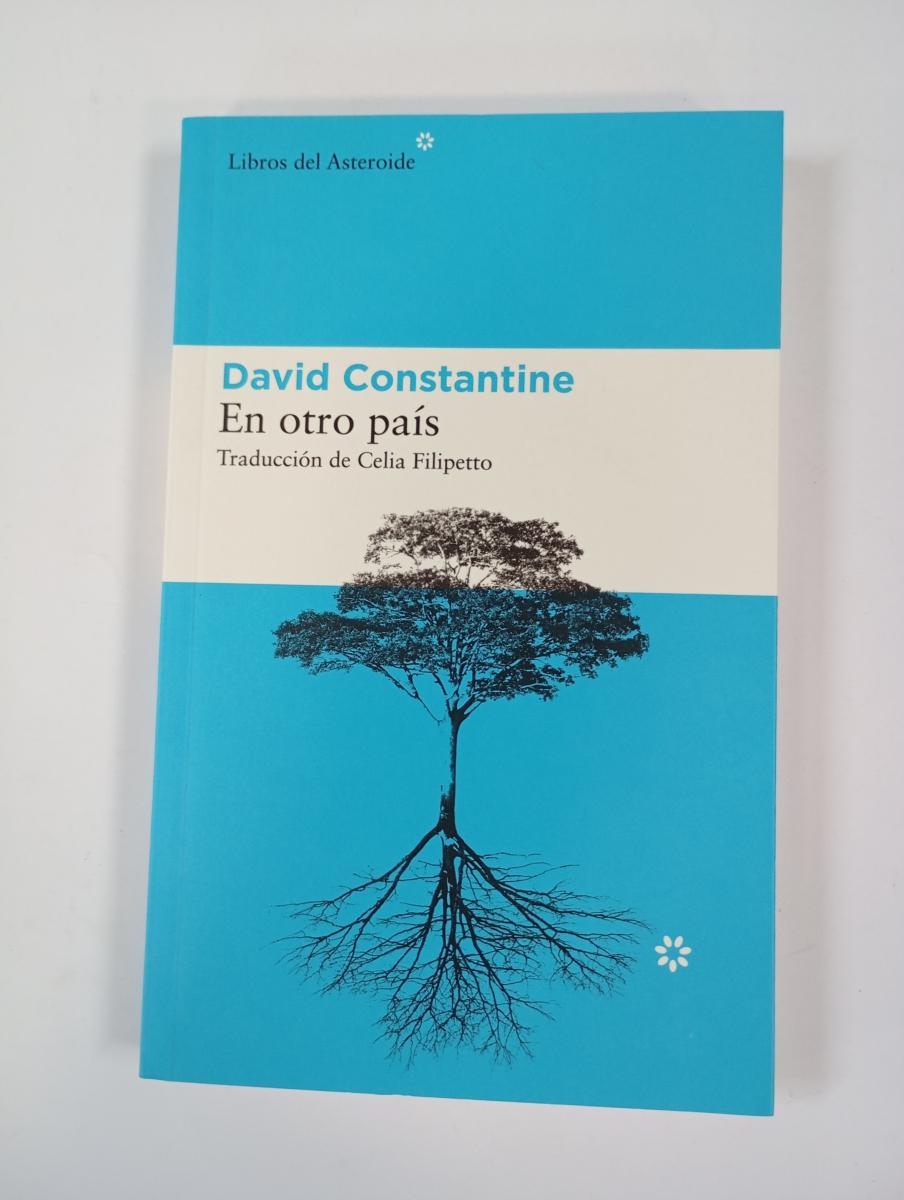 Libros del Asteroide
David Constantine
En otro país
Traducción de Celia Filipetto